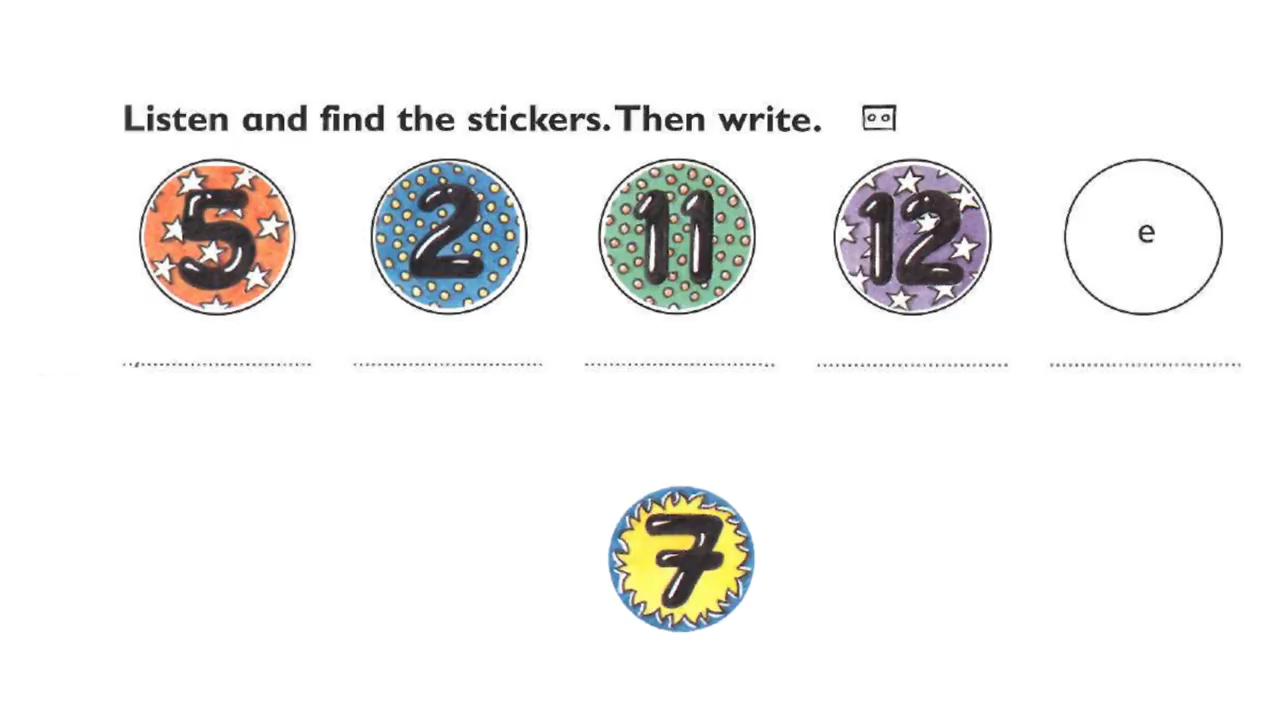 Listen and find the stickers. Then write.
5 2 11 12 e
7